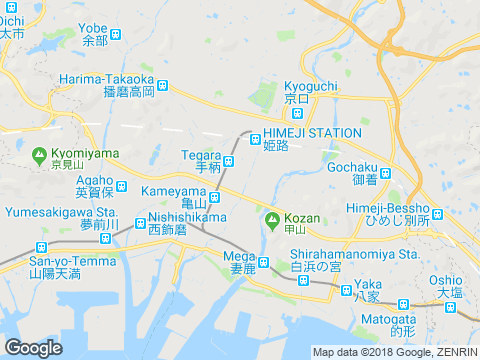 Oichi
太市
Yobe
余部
Harima-Takaoka
播磨高岡
Kyoguchi
京口
HIMEJI STATION
姫路
Tegara
手柄
Kyomiyama
京見山
Gochaku
御着
Agaho
英賀保
Kameyama
亀山
Yumesakigawa Sta.
夢前川
Nishishikama
西飾磨
Kozan
甲山
Himeji-Bessho
ひめじ別所
San-yo-Temma
山陽天満
Mega
妻鹿
Shirahamanomiya Sta.
白浜の宮
Yaka
八家
Oshio
大塩
Matogata
的形
Google
Map data ©2018 Google, ZENRIN